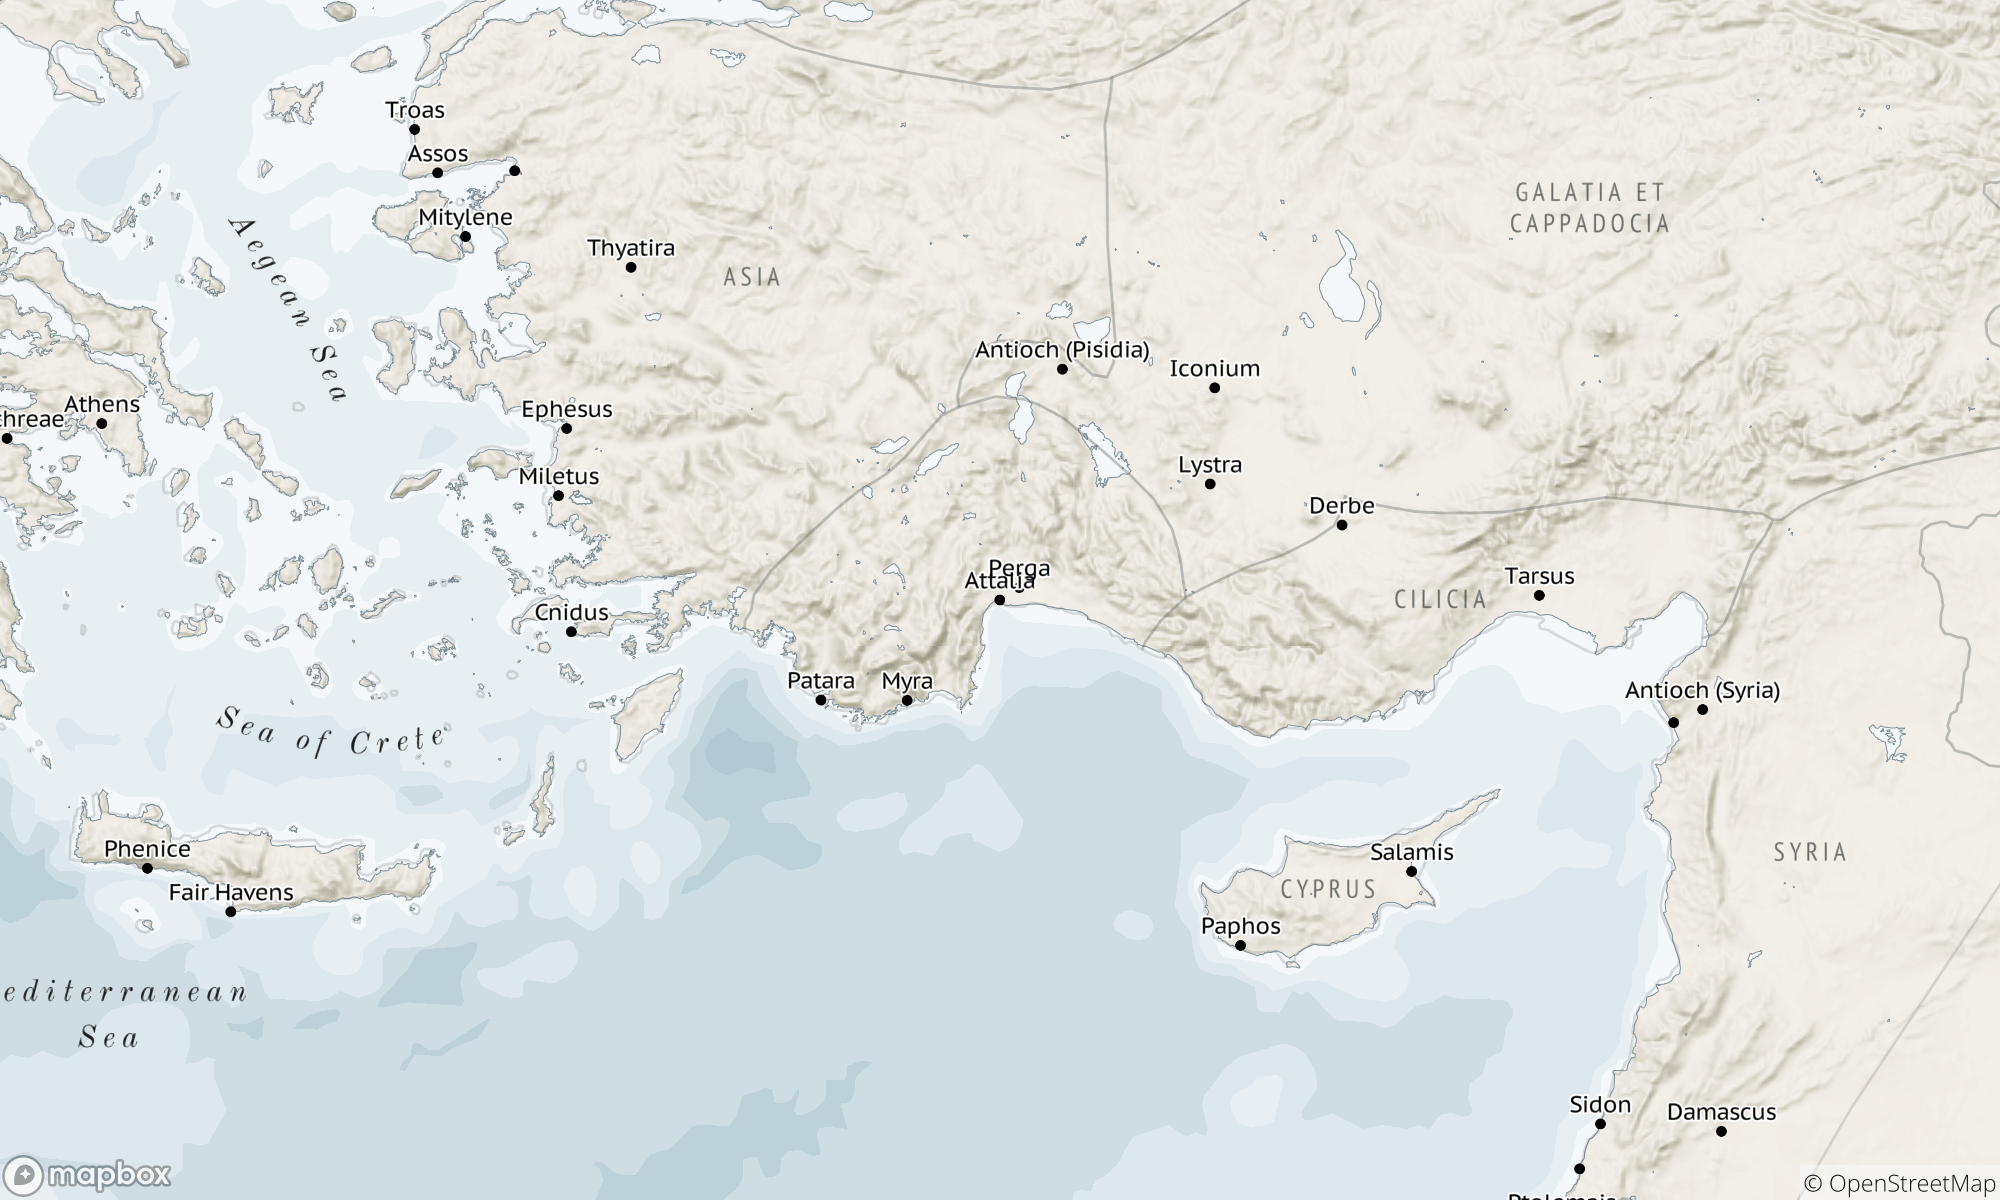 Troas
Assos
Mitylene
Thyatira
ASIA
GALATIA ET
CAPPADOCIA
Aegean Sea
Antioch (Pisidia)
Iconium
Athens
chreae
Ephesus
Lystra
Miletus
Derbe
Perga
Attalia
Tarsus
CILICIA
Cnidus
Patara
Myra
Antioch (Syria)
Sea of Crete
Phenice
Salamis
SYRIA
CYPRUS
Fair Havens
Paphos
editerranean
Sea
Sidon
Damascus
Ptolemais
mapbox
© OpenStreetMap